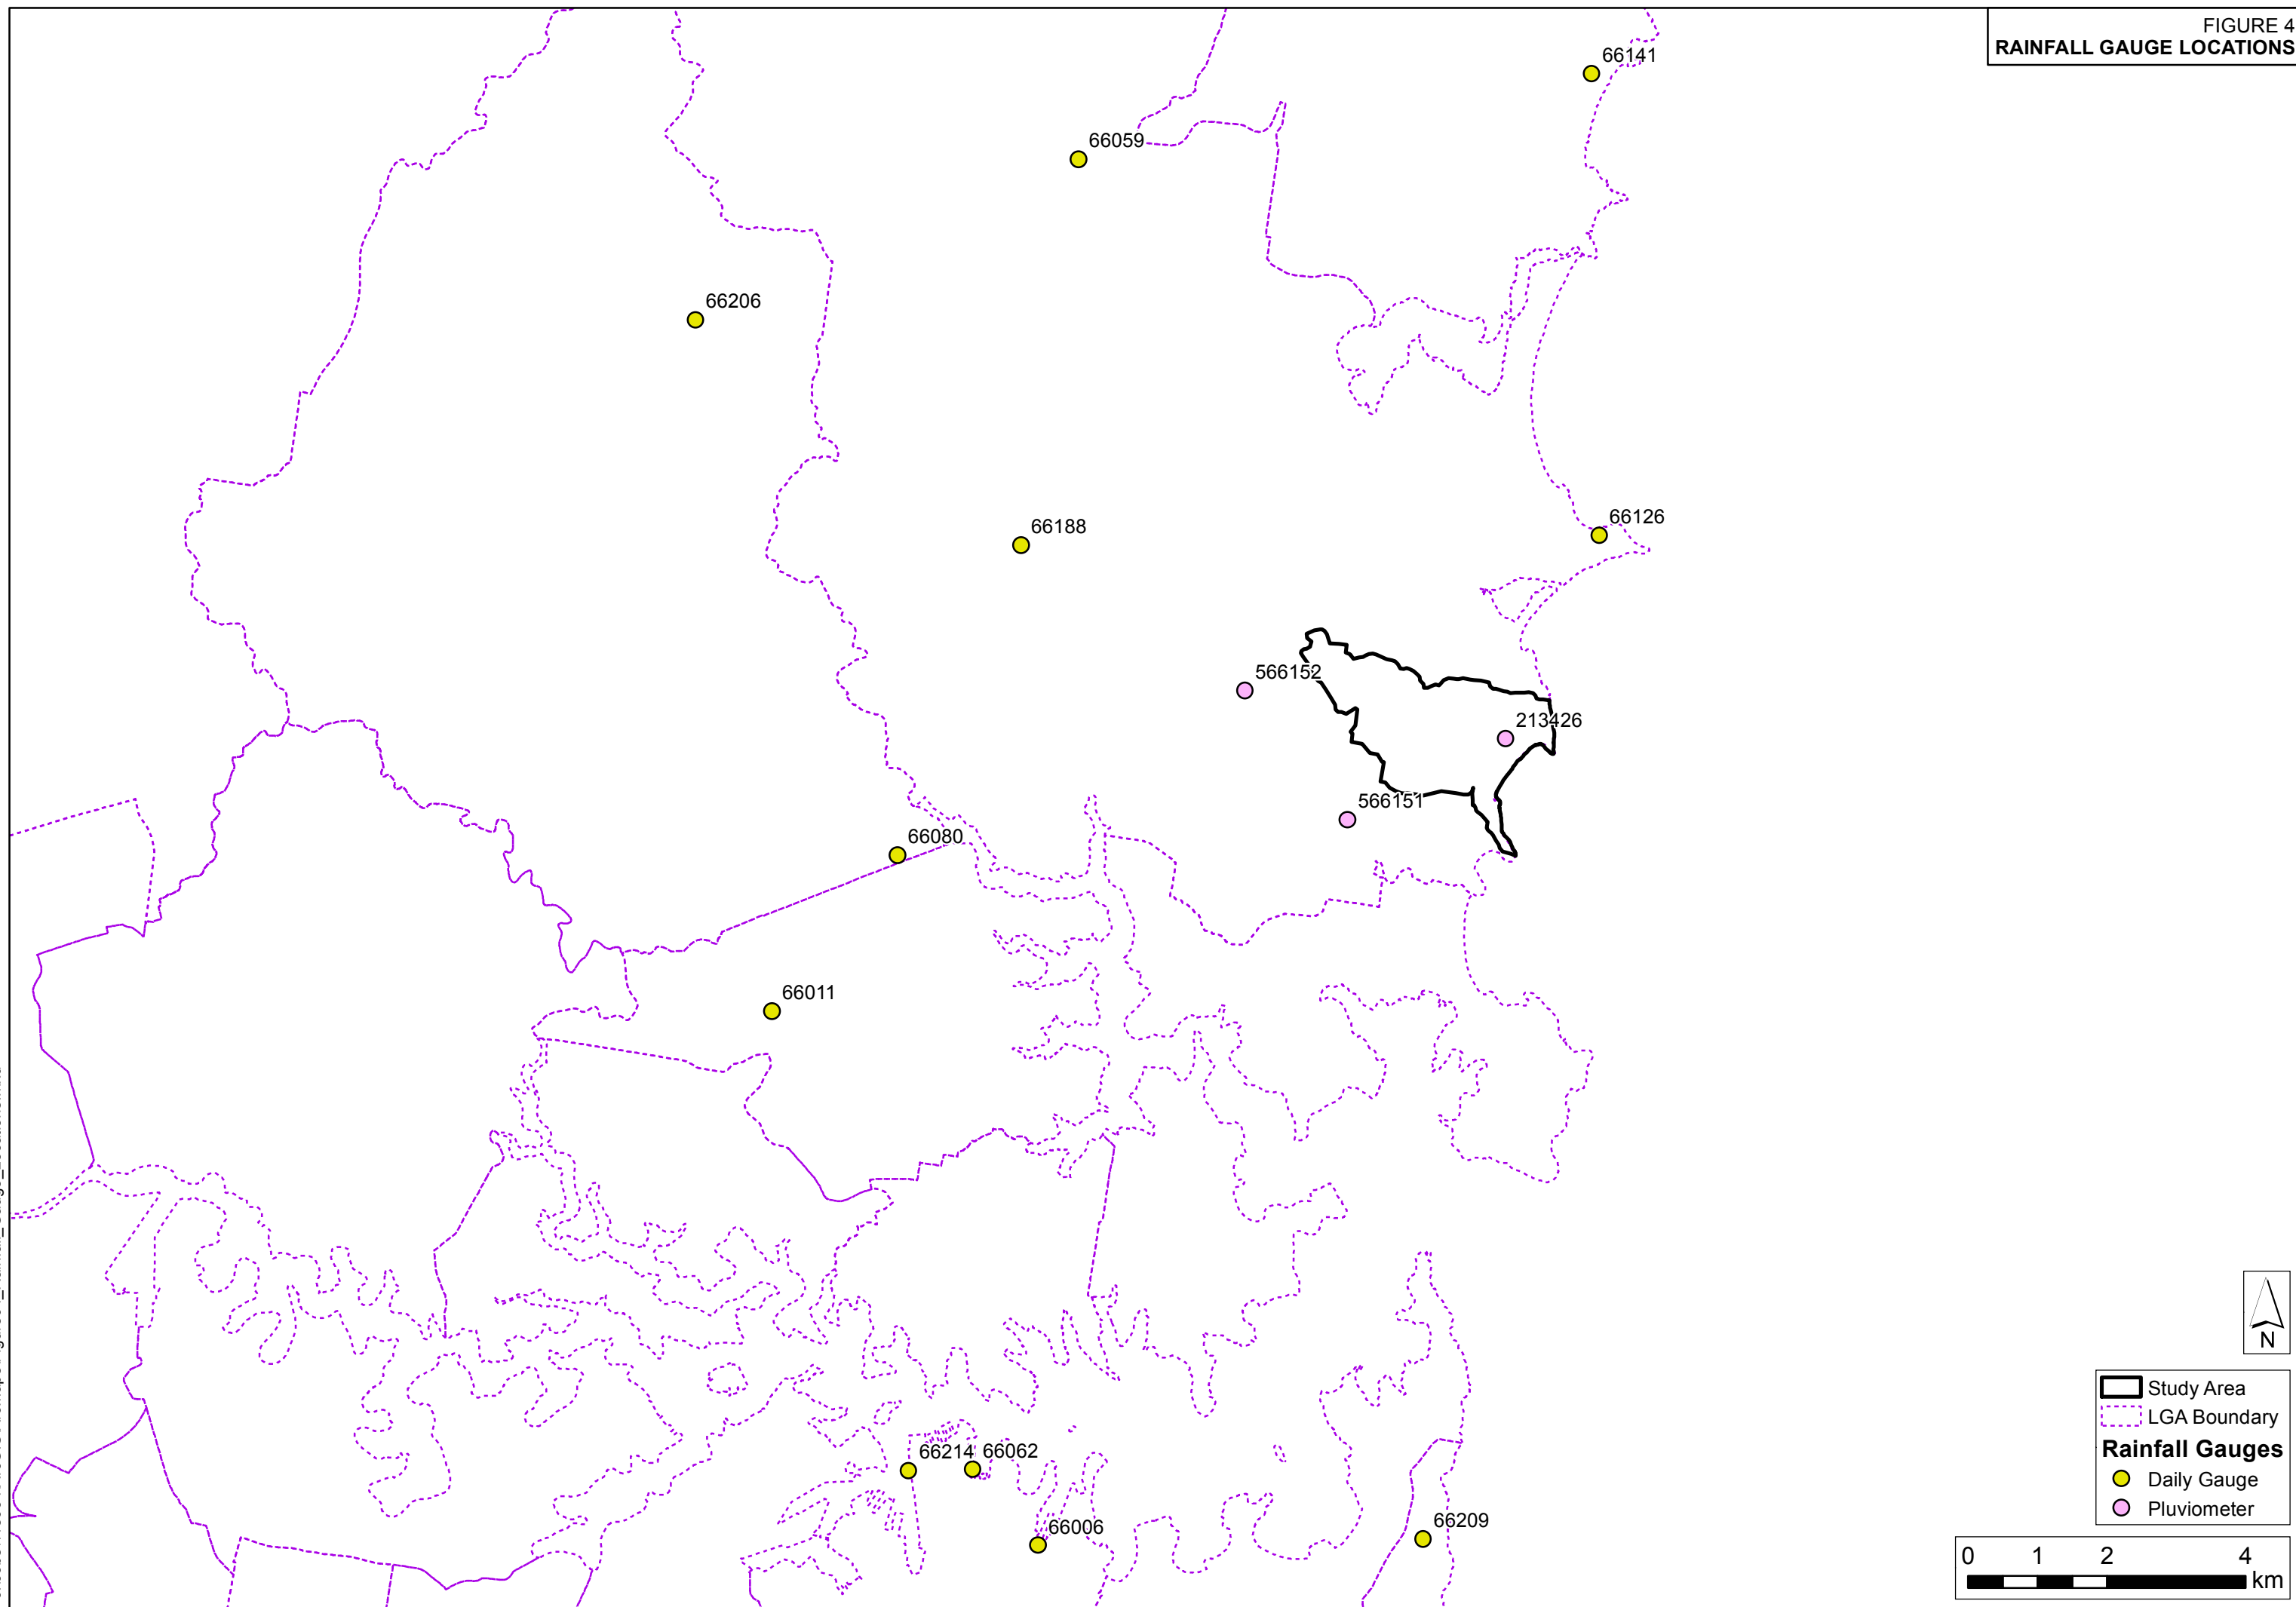 FIGURE 4
RAINFALL GAUGE LOCATIONS
66141
66059
66206
66126
66188
566152
213426
566151
66080
66011
66214
66062
66006
66209
N
Study Area
LGA Boundary
Rainfall Gauges
Daily Gauge
Pluviometer
0 1 2 4
km